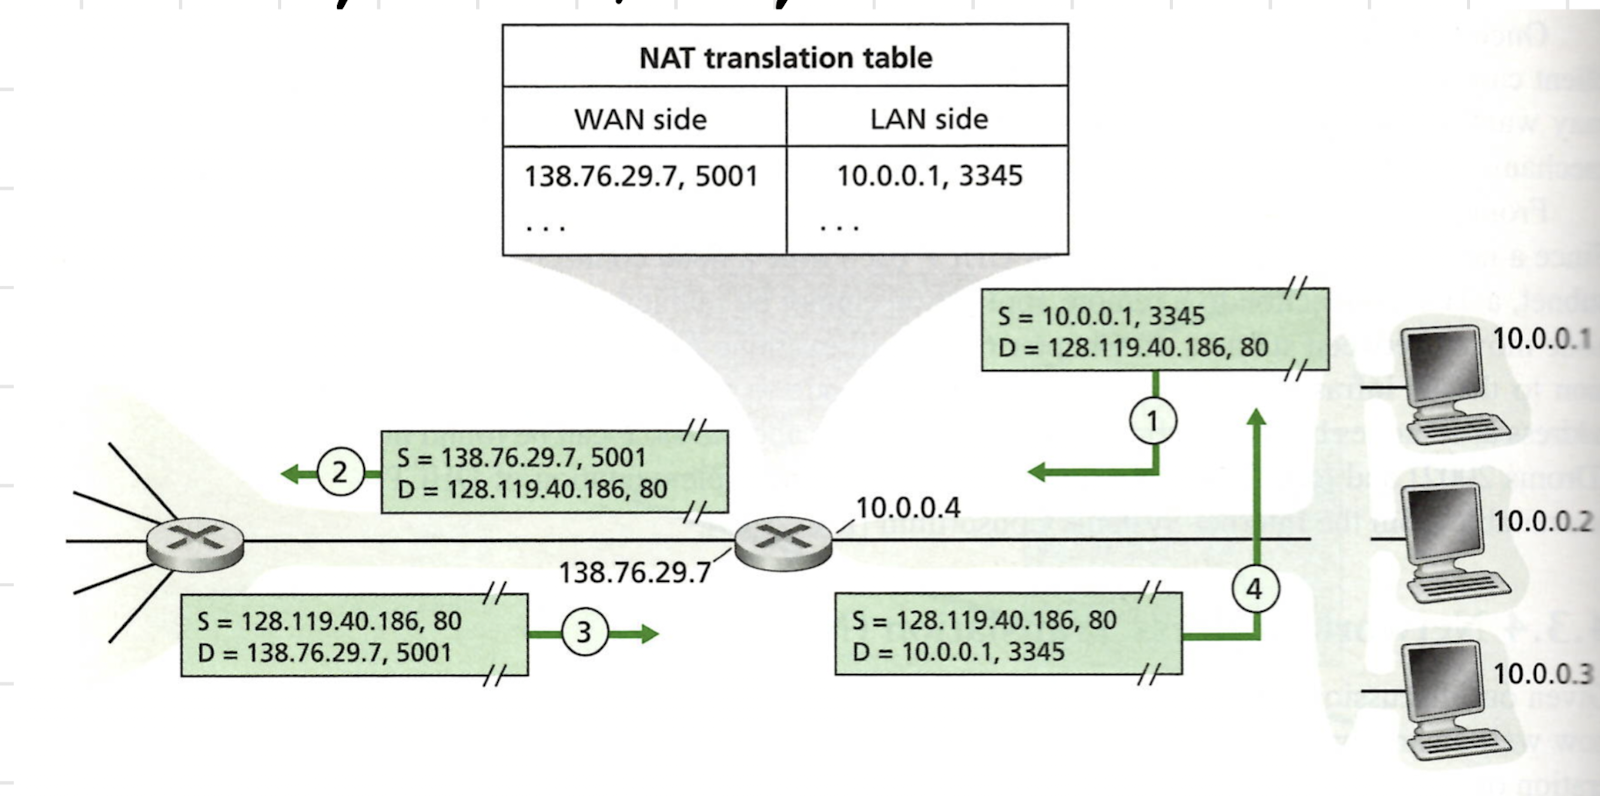 NAT translation table
WAN side LAN side
138.76.29.7, 5001 10.0.0.1, 3345
. . . . . .
S = 10.0.0.1, 3345
D = 128.119.40.186, 80
10.0.0.1
1
2
S = 138.76.29.7, 5001
D = 128.119.40.186, 80
10.0.0.4
10.0.0.2
138.76.29.7
4
S = 128.119.40.186, 80
D = 138.76.29.7, 5001
3
S = 128.119.40.186, 80
D = 10.0.0.1, 3345
10.0.0.3